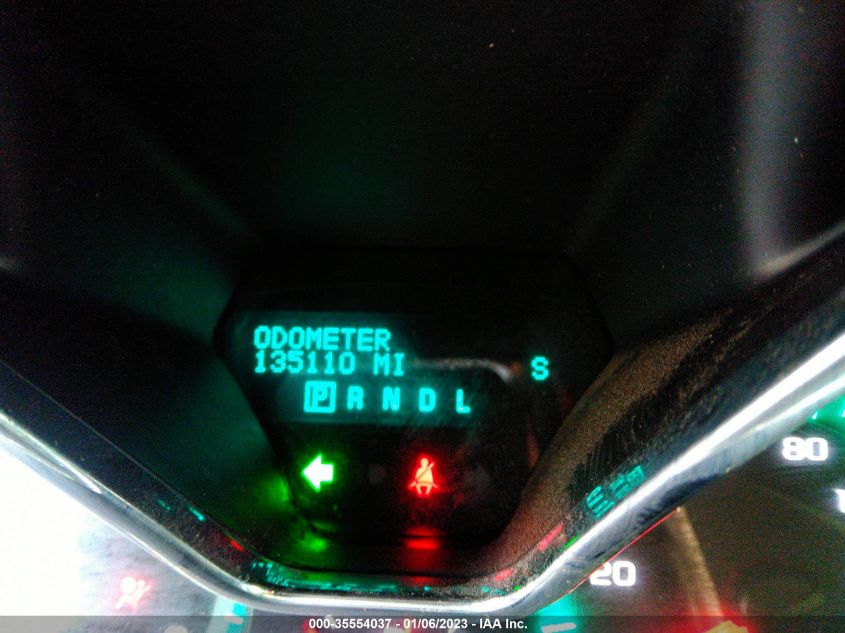 ODOMETER
135110 MI
S
P R N D L
80
20
000-35554037 - 01/06/2023 - IAA Inc.